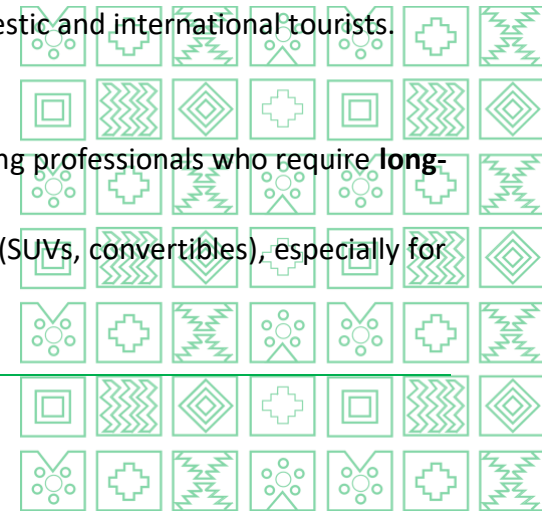 estic and international tourists.
ng professionals who require long-
(SUVs, convertibles), especially for